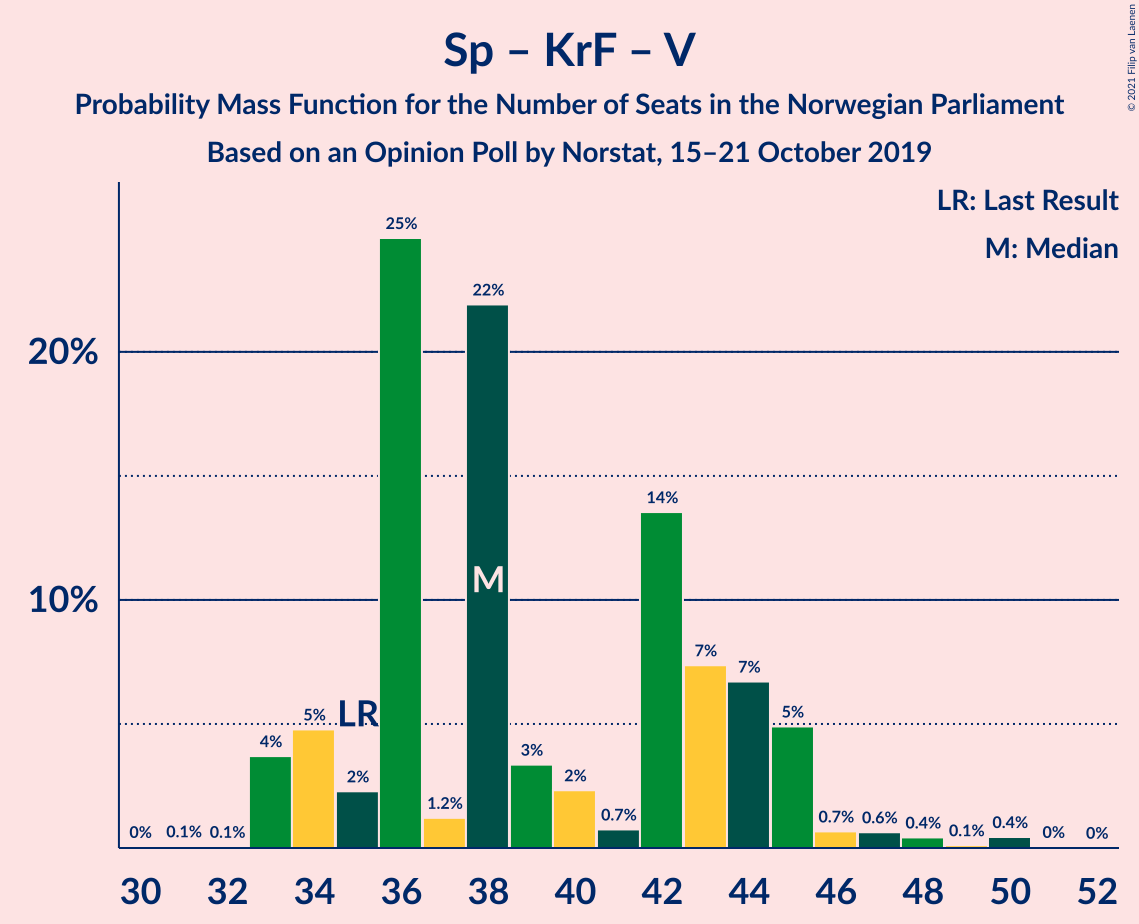 © 2021 Filip van Laenen
Sp – KrF – V
Probability Mass Function for the Number of Seats in the Norwegian Parliament
Based on an Opinion Poll by Norstat, 15–21 October 2019
LR: Last Result
M: Median
20%
10%
0% 0.1% 0.1% 4% 5% 2% 25% 1.2% 22% 3% 2% 0.7% 14% 7% 7% 5% 0.7% 0.6% 0.4% 0.1% 0.4% 0% 0%
LR
M
30 32 34 36 38 40 42 44 46 48 50 52